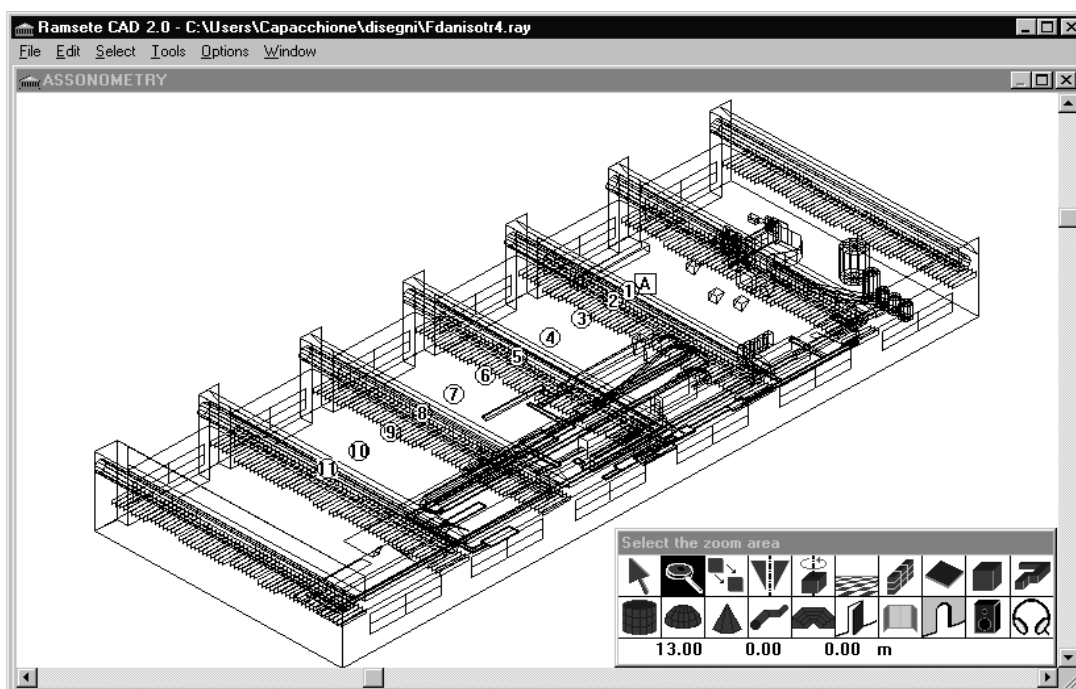 Ramsete CAD 2.0 - C:\Users\Capacchione\disegni\Fdanisotr4.ray
File Edit Select Tools Options Window
ASSONOMETRY
A
1
2
3
4
5
6
7
8
9
10
11
Select the zoom area
13.00 0.00 0.00 m